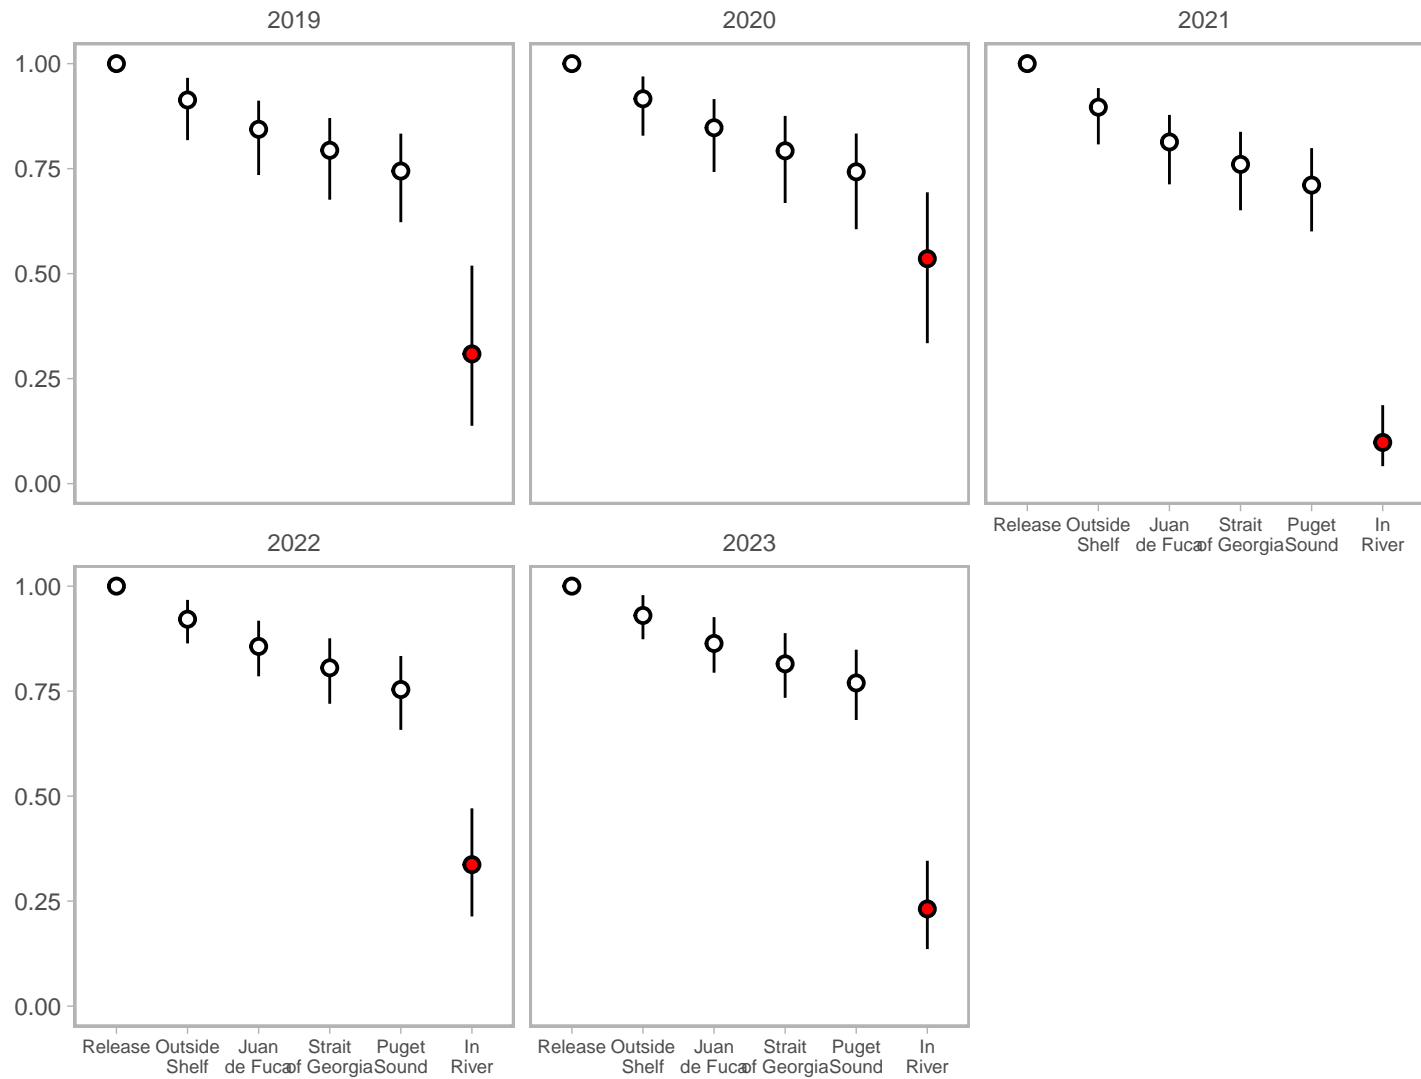 2019
2020
2021
1.00
0.75
0.50
0.25
0.00
Release Outside Juan Strait Puget In
Shelf de Fuca of Georgia Sound River
2022
2023
1.00
0.75
0.50
0.25
0.00
Release Outside Juan Strait Puget In
Shelf de Fuca of Georgia Sound River
Release Outside Juan Strait Puget In
Shelf de Fuca of Georgia Sound River